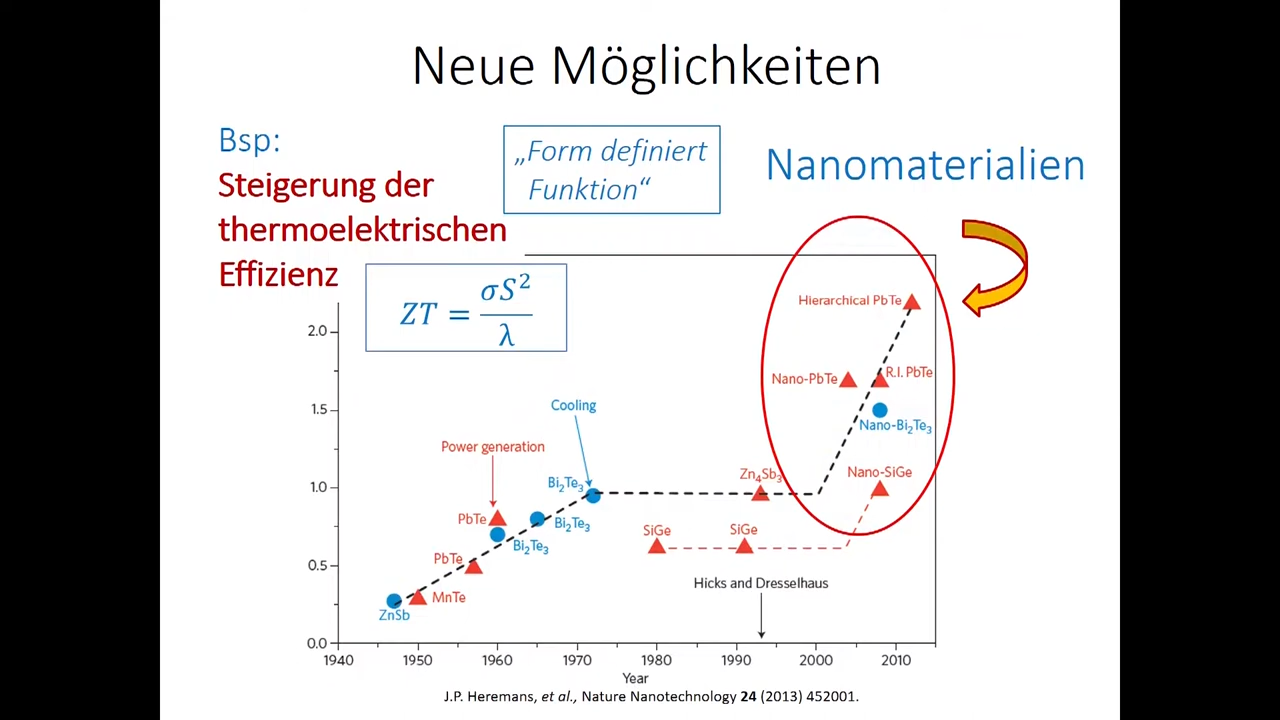 Neue Möglichkeiten
Bsp:
Steigerung der
thermoelektrischen
Effizienz
„Form definiert
Funktion“
Nanomaterialien
ZT = σS² / λ
2.0
1.5
1.0
0.5
0.0
1940
1950
1960
1970
1980
1990
2000
2010
Year
Hierarchical PbTe
Nano-PbTe
R.I. PbTe
Nano-Bi₂Te₃
Nano-SiGe
Cooling
Power generation
Bi₂Te₃
Zn₄Sb₃
PbTe
Bi₂Te₃
Bi₂Te₃
SiGe
SiGe
PbTe
MnTe
ZnSb
Hicks and Dresselhaus
J.P. Heremans, et al., Nature Nanotechnology 24 (2013) 452001.